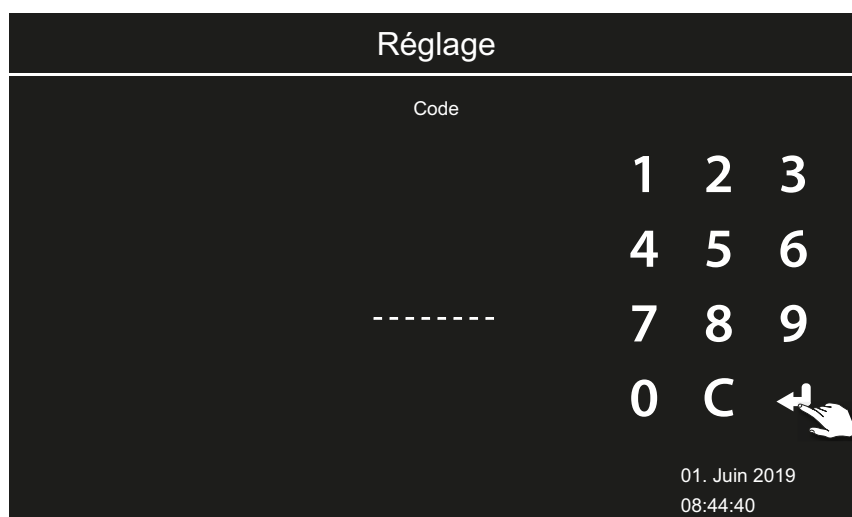 Réglage
Code
1 2 3
4 5 6
--------
7 8 9
0 C
01. Juin 2019
08:44:40